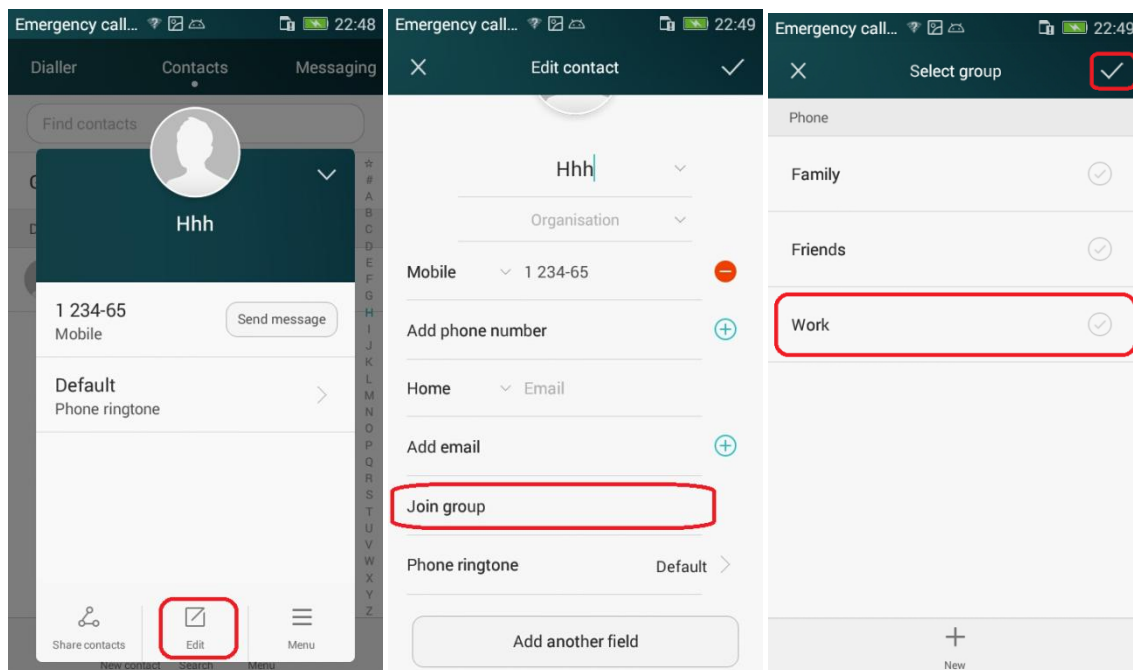 Emergency call... 22:48
Dialler Contacts Messaging
Find contacts
Hhh
1 234-65
Mobile
Send message
Default
Phone ringtone
Share contacts Edit Menu
New contact Search Menu
☆
#
A
B
C
D
E
F
G
H
I
J
K
L
M
N
O
P
Q
R
S
T
U
V
W
X
Y
Z
Emergency call... 22:49
Edit contact
Hhh
Organisation
Mobile 1 234-65
Add phone number
Home Email
Add email
Join group
Phone ringtone Default
Add another field
Emergency call... 22:49
Select group
Phone
Family
Friends
Work
New